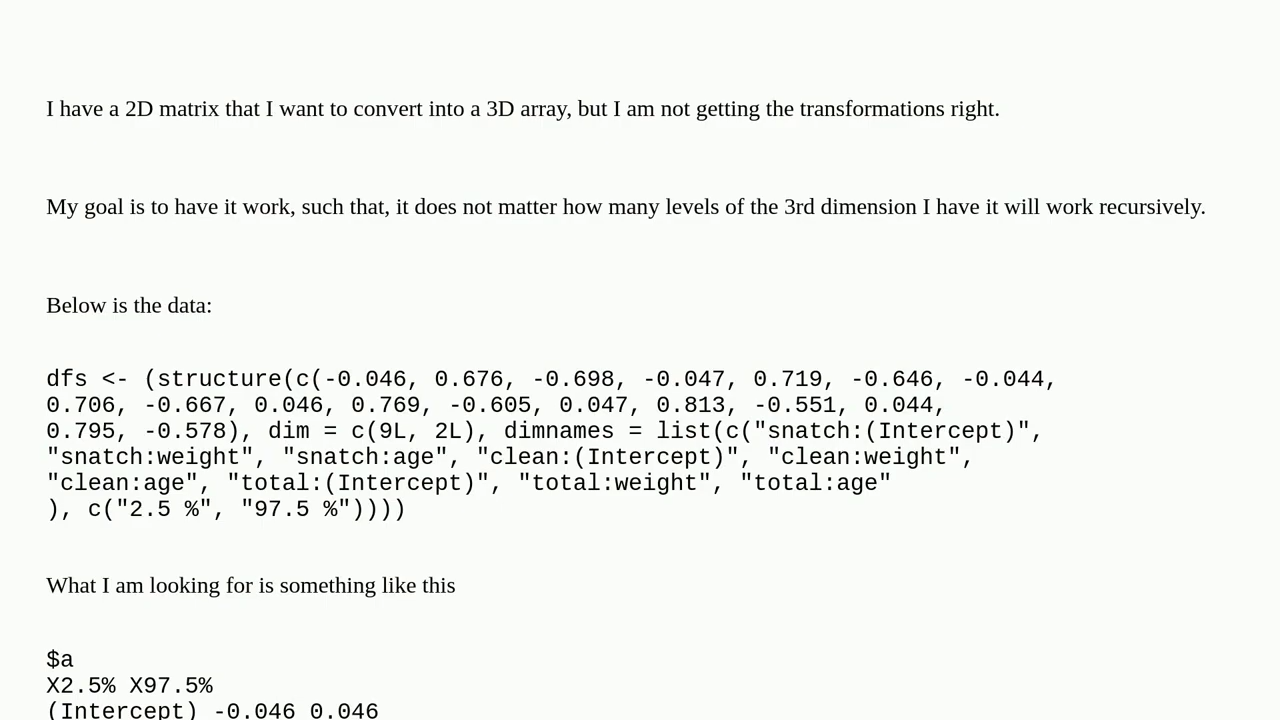 I have a 2D matrix that I want to convert into a 3D array, but I am not getting the transformations right.
My goal is to have it work, such that, it does not matter how many levels of the 3rd dimension I have it will work recursively.
Below is the data:
dfs <- (structure(c(-0.046, 0.676, -0.698, -0.047, 0.719, -0.646, -0.044,
0.706, -0.667, 0.046, 0.769, -0.605, 0.047, 0.813, -0.551, 0.044,
0.795, -0.578), dim = c(9L, 2L), dimnames = list(c("snatch:(Intercept)",
"snatch:weight", "snatch:age", "clean:(Intercept)", "clean:weight",
"clean:age", "total:(Intercept)", "total:weight", "total:age"
), c("2.5 %", "97.5 %"))))
What I am looking for is something like this
$a
X2.5% X97.5%
(Intercept) -0.046 0.046